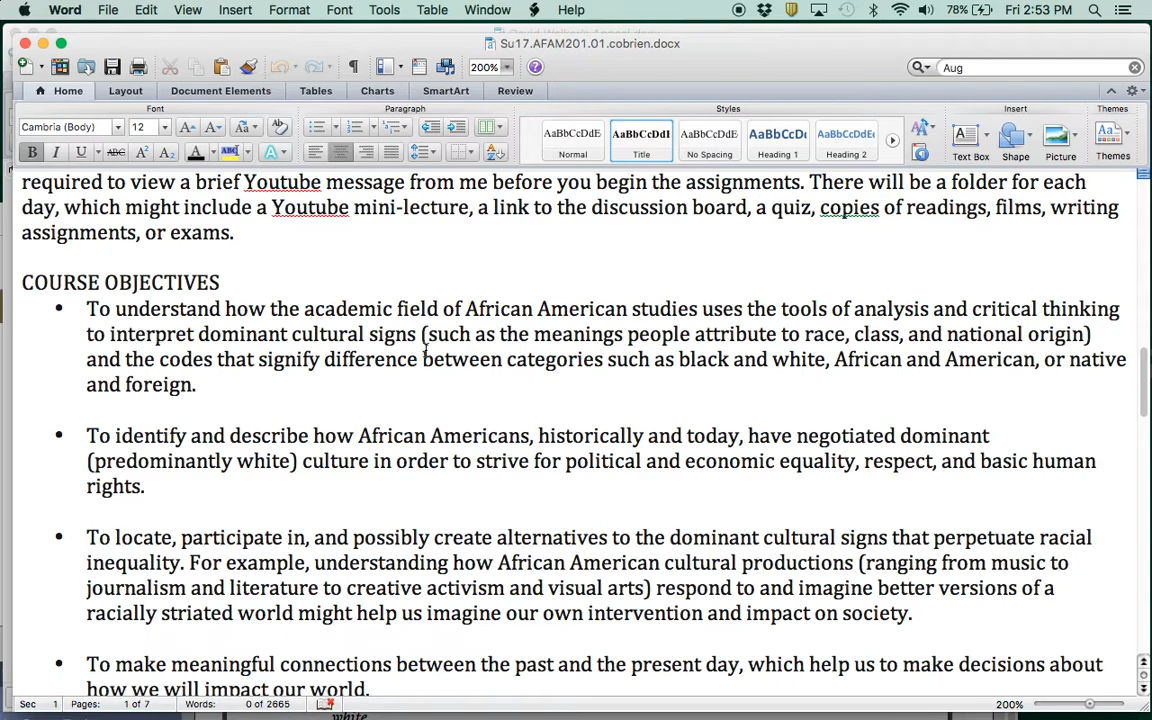 Word File Edit View Insert Format Font Tools Table Window Help 78% Fri 2:53 PM
Su17.AFAM201.01.cobrien.docx
200% Aug
Home Layout Document Elements Tables Charts SmartArt Review
Font Paragraph Styles Insert Themes
Cambria (Body) 12 Aa AaBbCcDdE AaBbCcDdI AaBbCcDdE AaBbCcDc AaBbCcDdEe
B I U ABC A² A₂ A ABC A Normal Title No Spacing Heading 1 Heading 2 Text Box Shape Picture Themes
required to view a brief Youtube message from me before you begin the assignments. There will be a folder for each
day, which might include a Youtube mini-lecture, a link to the discussion board, a quiz, copies of readings, films, writing
assignments, or exams.
COURSE OBJECTIVES
• To understand how the academic field of African American studies uses the tools of analysis and critical thinking
to interpret dominant cultural signs (such as the meanings people attribute to race, class, and national origin)
and the codes that signify difference between categories such as black and white, African and American, or native
and foreign.
• To identify and describe how African Americans, historically and today, have negotiated dominant
(predominantly white) culture in order to strive for political and economic equality, respect, and basic human
rights.
• To locate, participate in, and possibly create alternatives to the dominant cultural signs that perpetuate racial
inequality. For example, understanding how African American cultural productions (ranging from music to
journalism and literature to creative activism and visual arts) respond to and imagine better versions of a
racially striated world might help us imagine our own intervention and impact on society.
• To make meaningful connections between the past and the present day, which help us to make decisions about
how we will impact our world.
Sec 1 Pages: 1 of 7 Words: 0 of 2665 200%
white